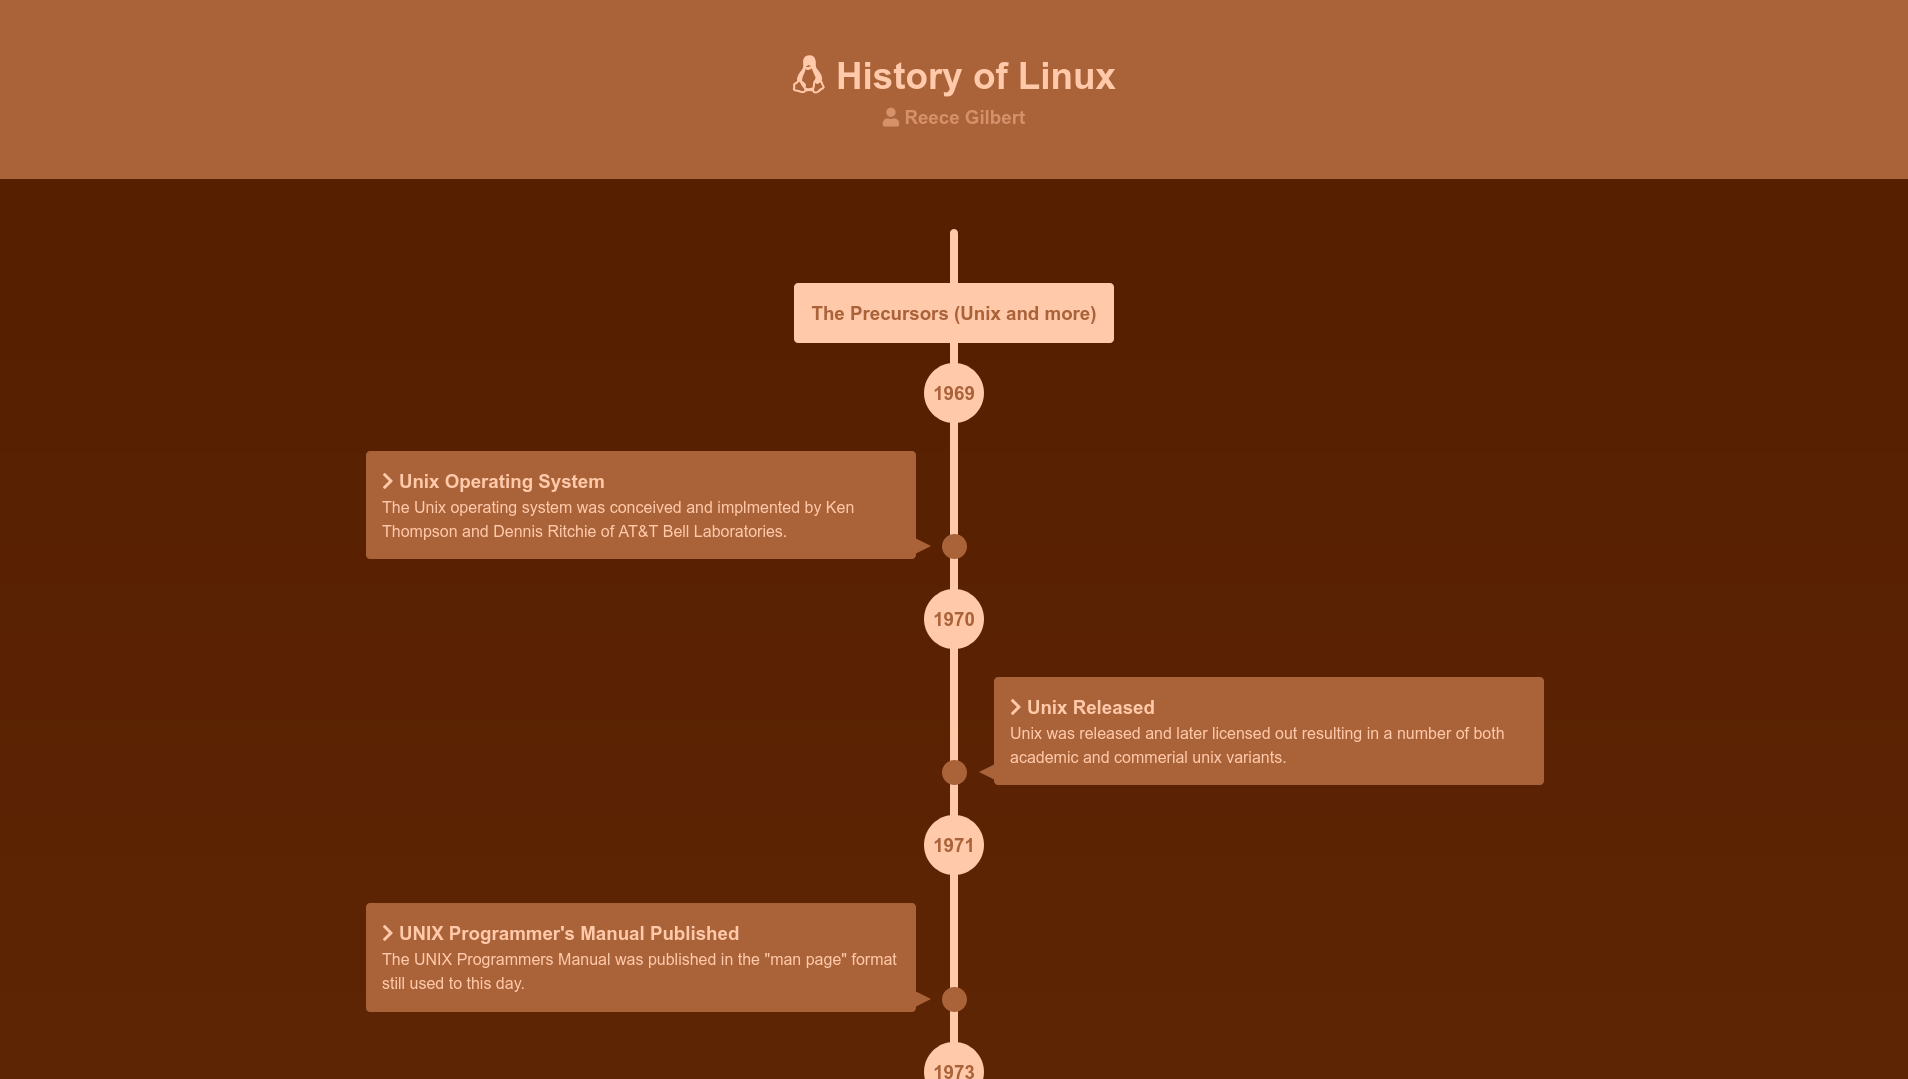 History of Linux
Reece Gilbert
The Precursors (Unix and more)
1969
Unix Operating System
The Unix operating system was conceived and implmented by Ken
Thompson and Dennis Ritchie of AT&T Bell Laboratories.
1970
Unix Released
Unix was released and later licensed out resulting in a number of both
academic and commerial unix variants.
1971
UNIX Programmer's Manual Published
The UNIX Programmers Manual was published in the "man page" format
still used to this day.
1973